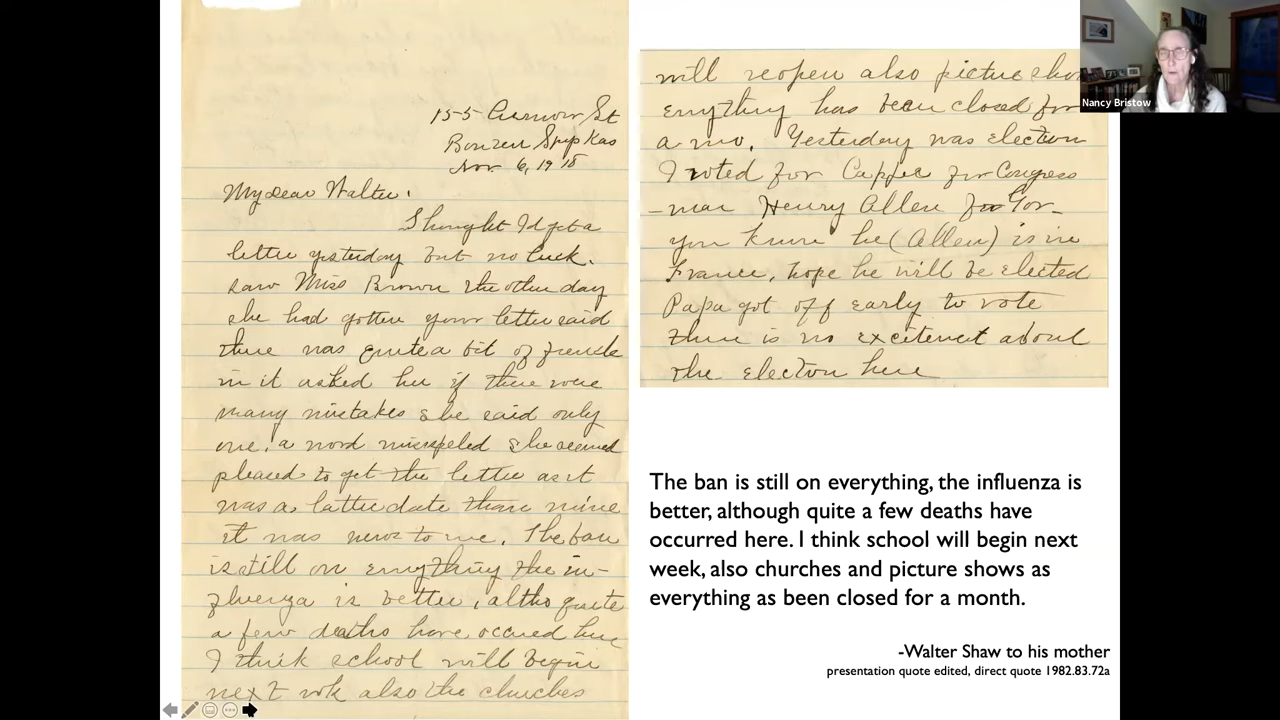 155 St
Spgs Kas
Nov. 6, 1918
My dear Walter:
Thought I'd get a
letter yesterday but no luck.
saw Miss Brown the other day
she had gotten your letter said
there was quite a bit of French
in it asked her if there were
many mistakes she said only
one, a word misspeled she seemed
pleased to get the letter as it
was a latter date than mine
it was news to me. The ban
is still on everything the in-
fluenza is better, altho quite
a few deaths have occured here
I think school will begin
next wk also the churches
will reopen also picture show
everything has been closed for
a mo. Yesterday was election
I voted for Capper for Congress
-man Henry Allen for Gov-
you know he (Allen) is in
France, hope he will be elected
Papa got off early to vote
there is no excitement about
the election here
Nancy Bristow
The ban is still on everything, the influenza is
better, although quite a few deaths have
occurred here. I think school will begin next
week, also churches and picture shows as
everything as been closed for a month.
-Walter Shaw to his mother
presentation quote edited, direct quote 1982.83.72a